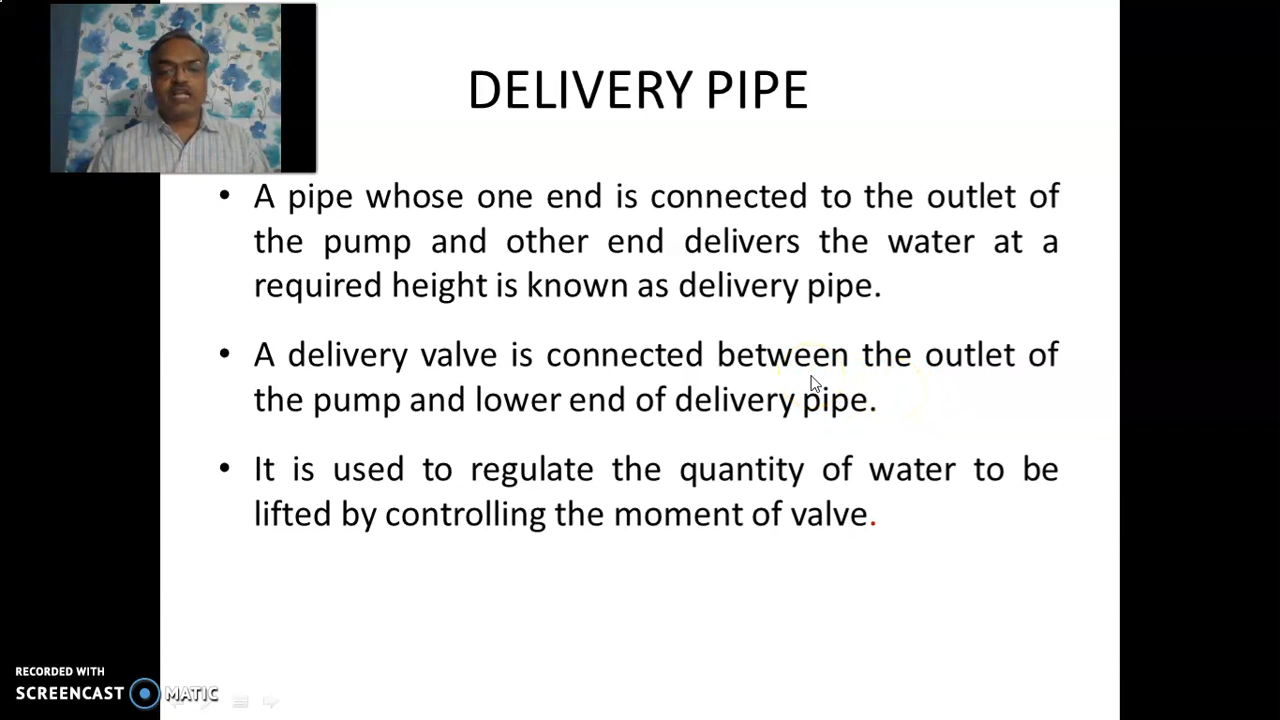 DELIVERY PIPE
• A pipe whose one end is connected to the outlet of
the pump and other end delivers the water at a
required height is known as delivery pipe.
• A delivery valve is connected between the outlet of
the pump and lower end of delivery pipe.
• It is used to regulate the quantity of water to be
lifted by controlling the moment of valve.
RECORDED WITH
SCREENCAST MATIC